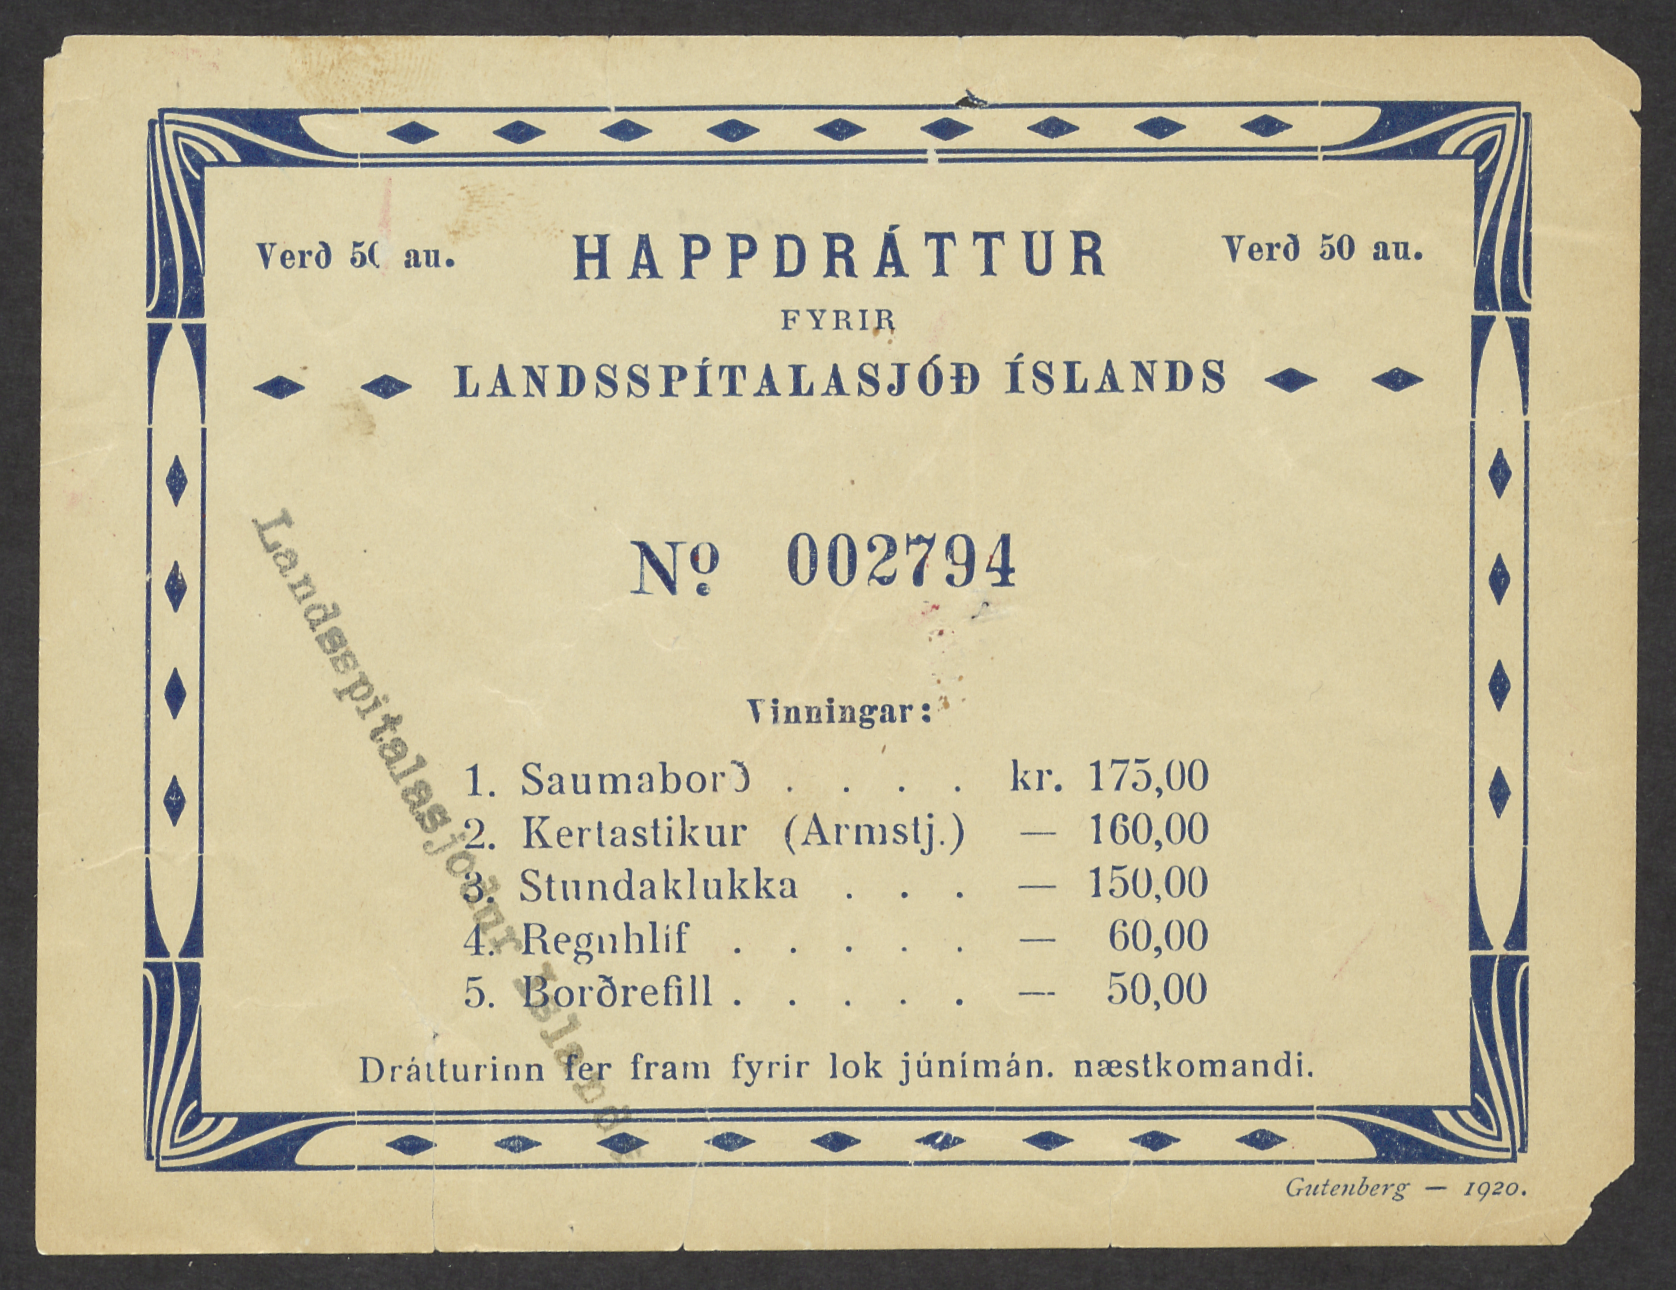 Verð 50 au. HAPPDRÁTTUR Verð 50 au.
FYRIR
LANDSSPÍTALASJÓÐ ÍSLANDS
Nº. 002794
Vinningar:
1. Saumaborð . . . . kr. 175,00
2. Kertastikur (Armstj.) — 160,00
3. Stundaklukka . . . — 150,00
4. Regnhlíf . . . . . — 60,00
5. Borðrefill . . . . . — 50,00
Drátturinn fer fram fyrir lok júnímán. næstkomandi.
Landsspitalasjoður Islands
Gutenberg — 1920.